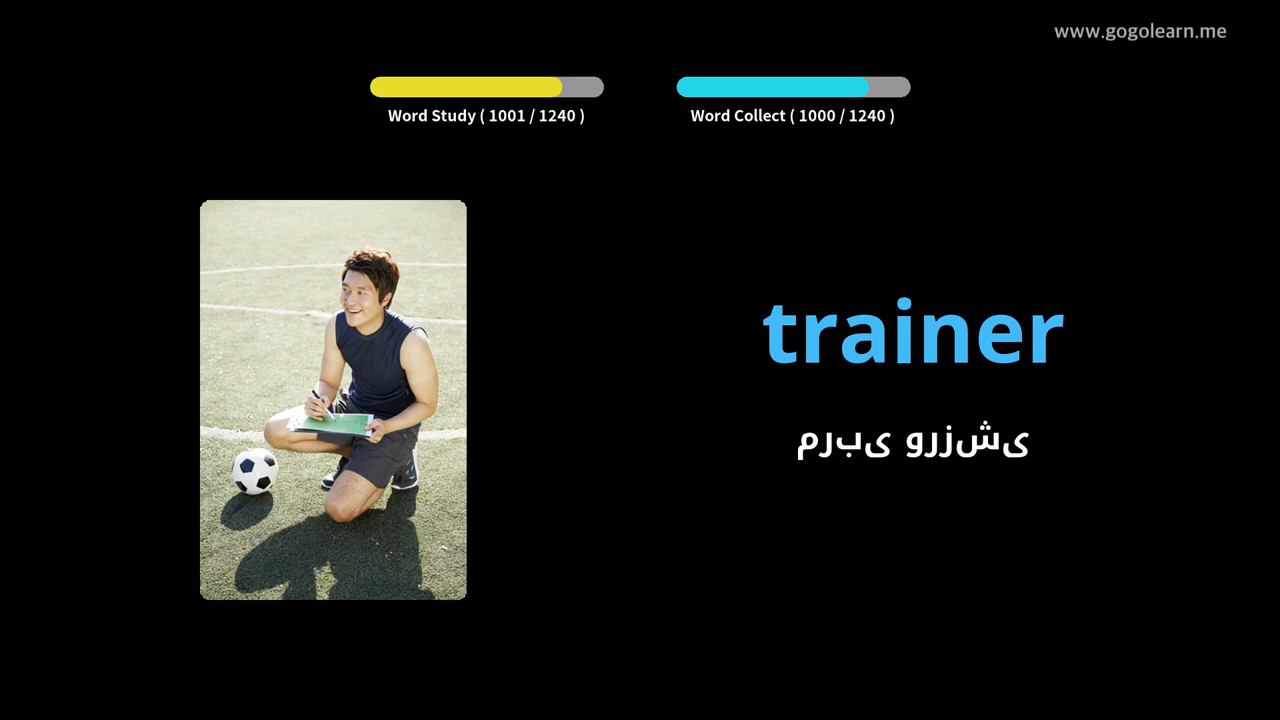 www.gogolearn.me
Word Study ( 1001 / 1240 )
Word Collect ( 1000 / 1240 )
trainer
مربی ورزشی